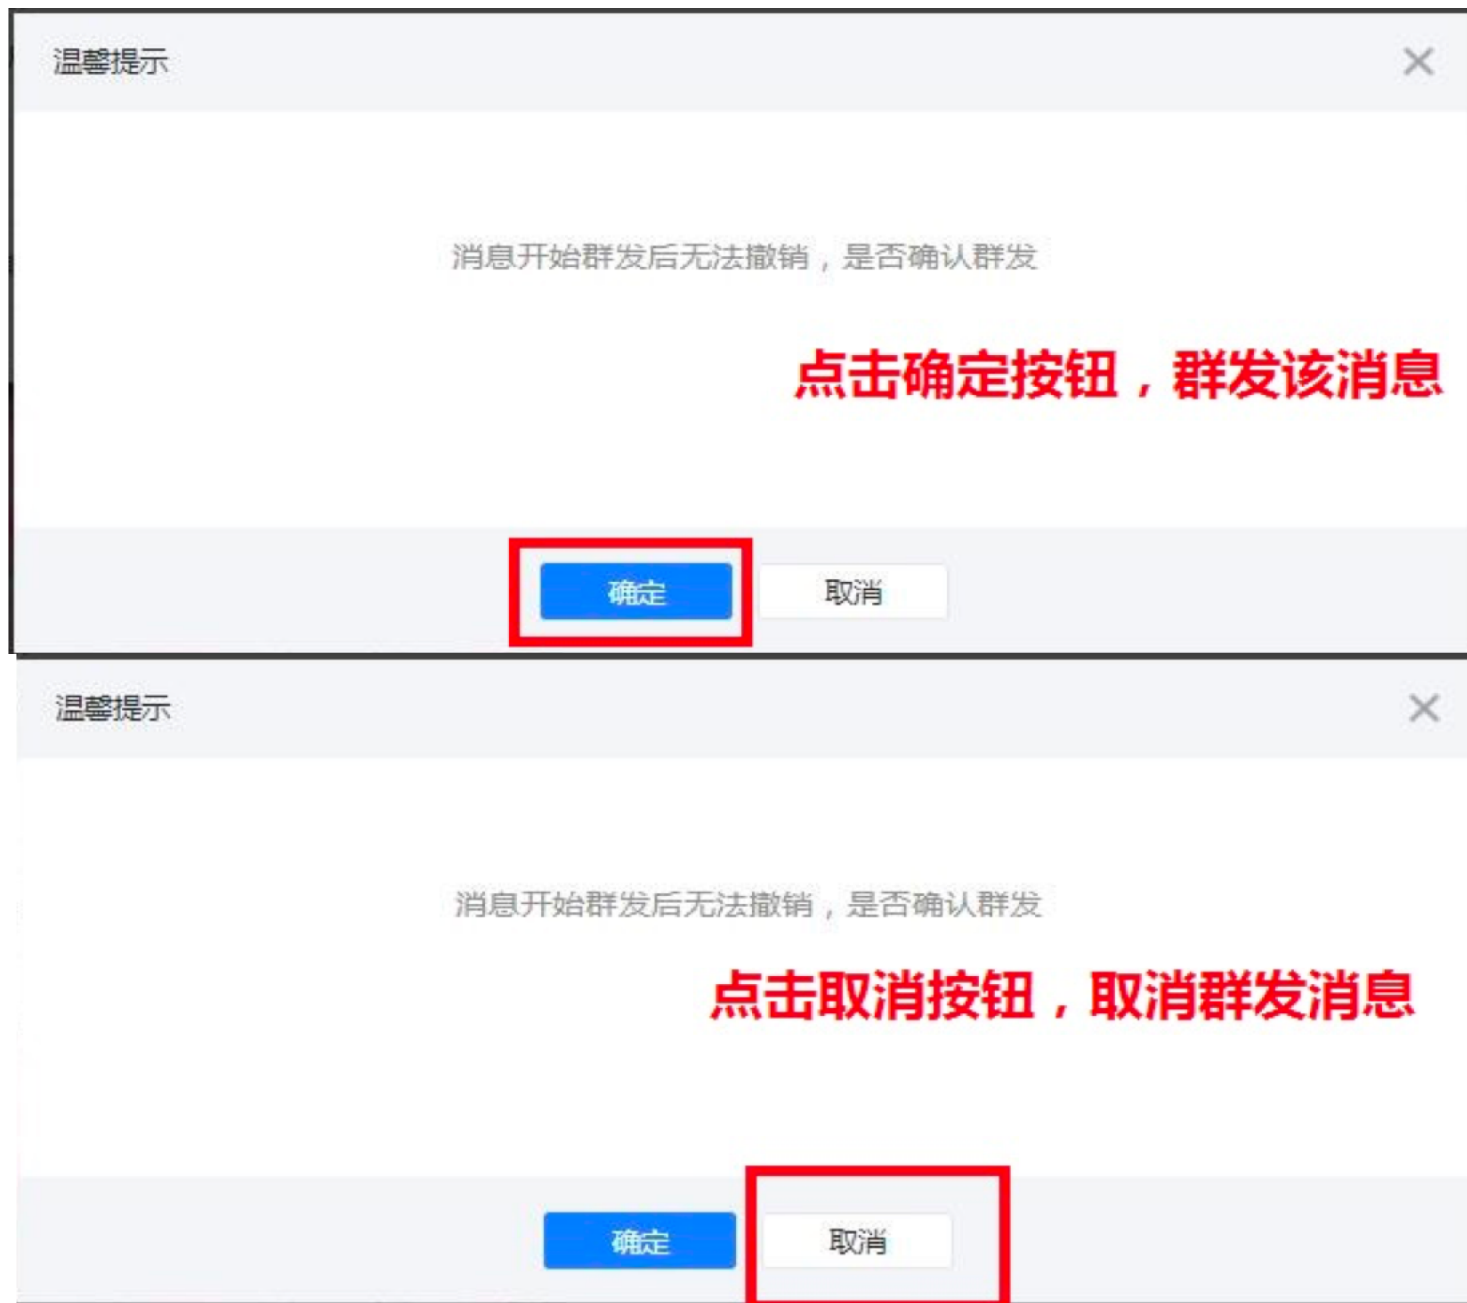 温馨提示
消息开始群发后无法撤销，是否确认群发
点击确定按钮，群发该消息
确定 取消
温馨提示
消息开始群发后无法撤销，是否确认群发
点击取消按钮，取消群发消息
确定 取消